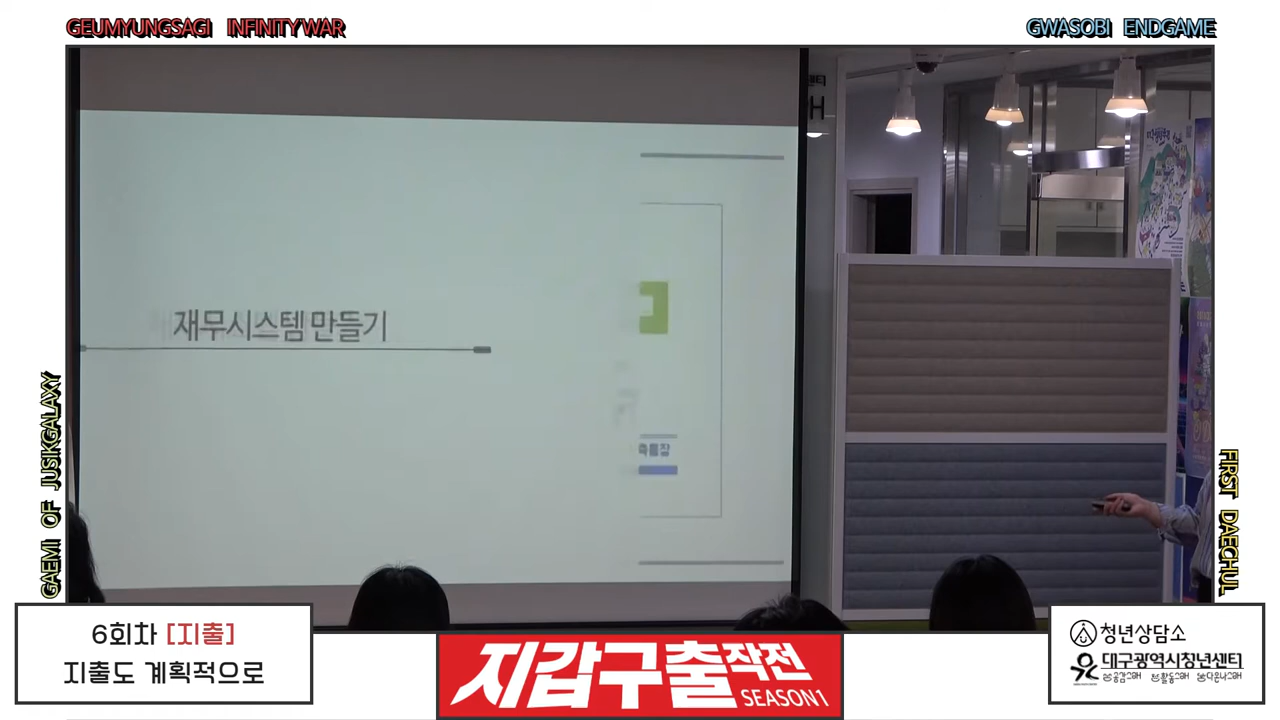 GEUMYUNGSAGI INFINITY WAR
GWASOBI ENDGAME
GAEMI OF JUSIKGALAXY
FIRST DAECHUL
재무시스템 만들기
6회차 [지출]
지출도 계획적으로
지갑구출작전
SEASON1
청년상담소
대구광역시청년센터